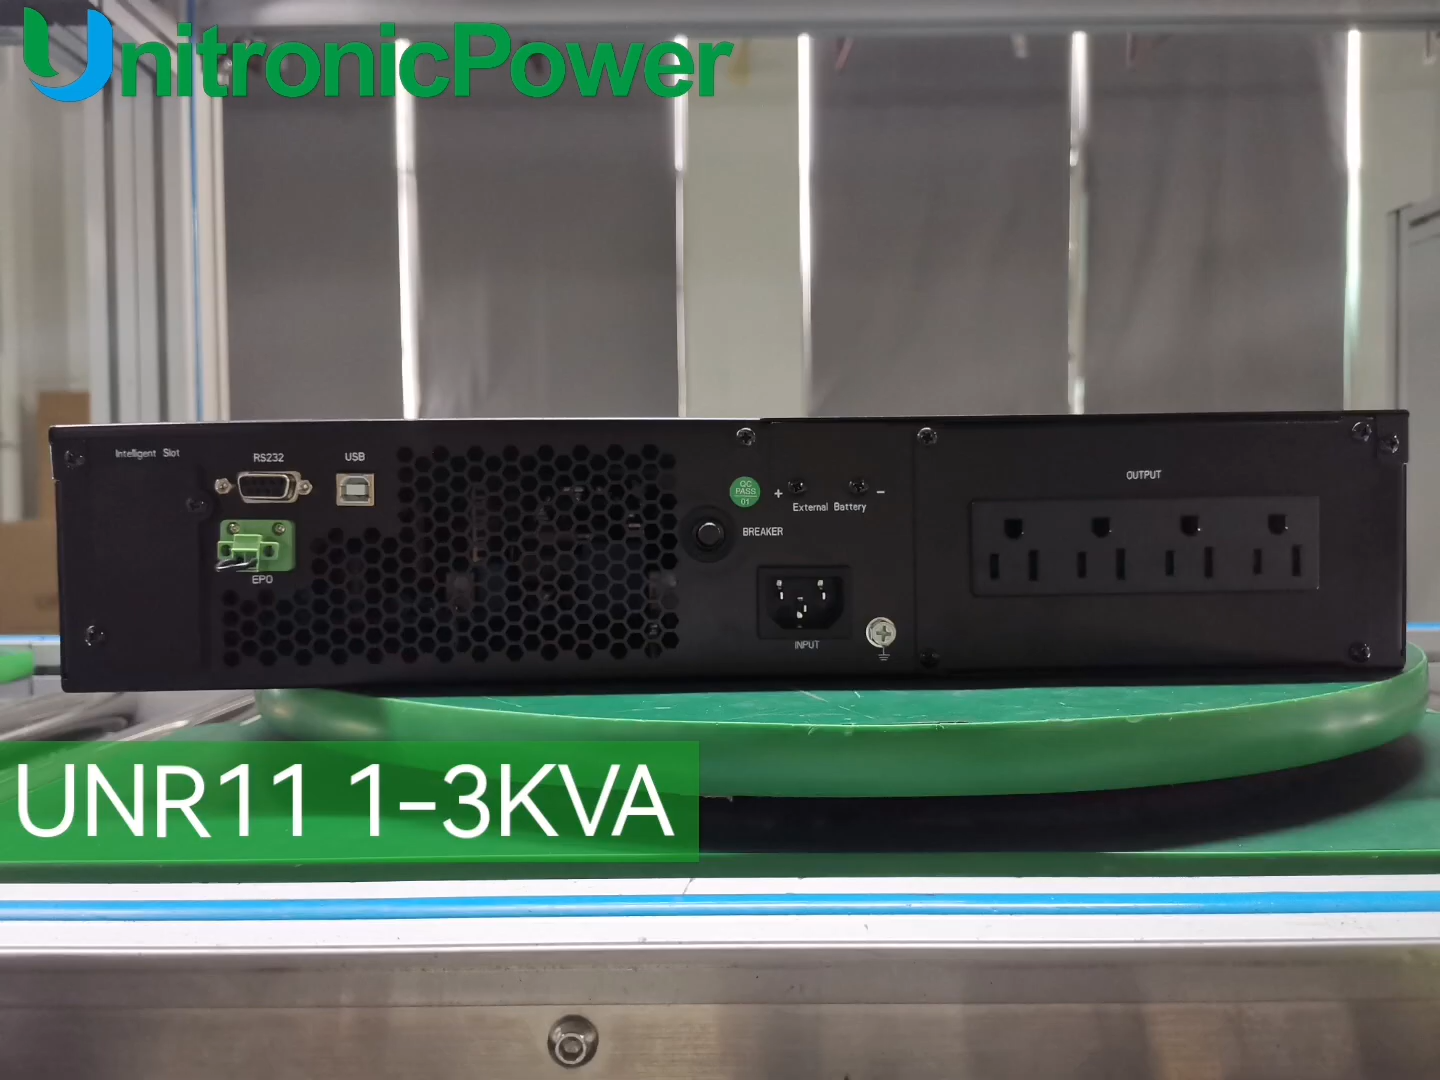 UnitronicPower
Intelligent Slot
RS232
USB
EPO
QC
PASS
01
+
-
External Battery
BREAKER
INPUT
OUTPUT
UNR11 1-3KVA